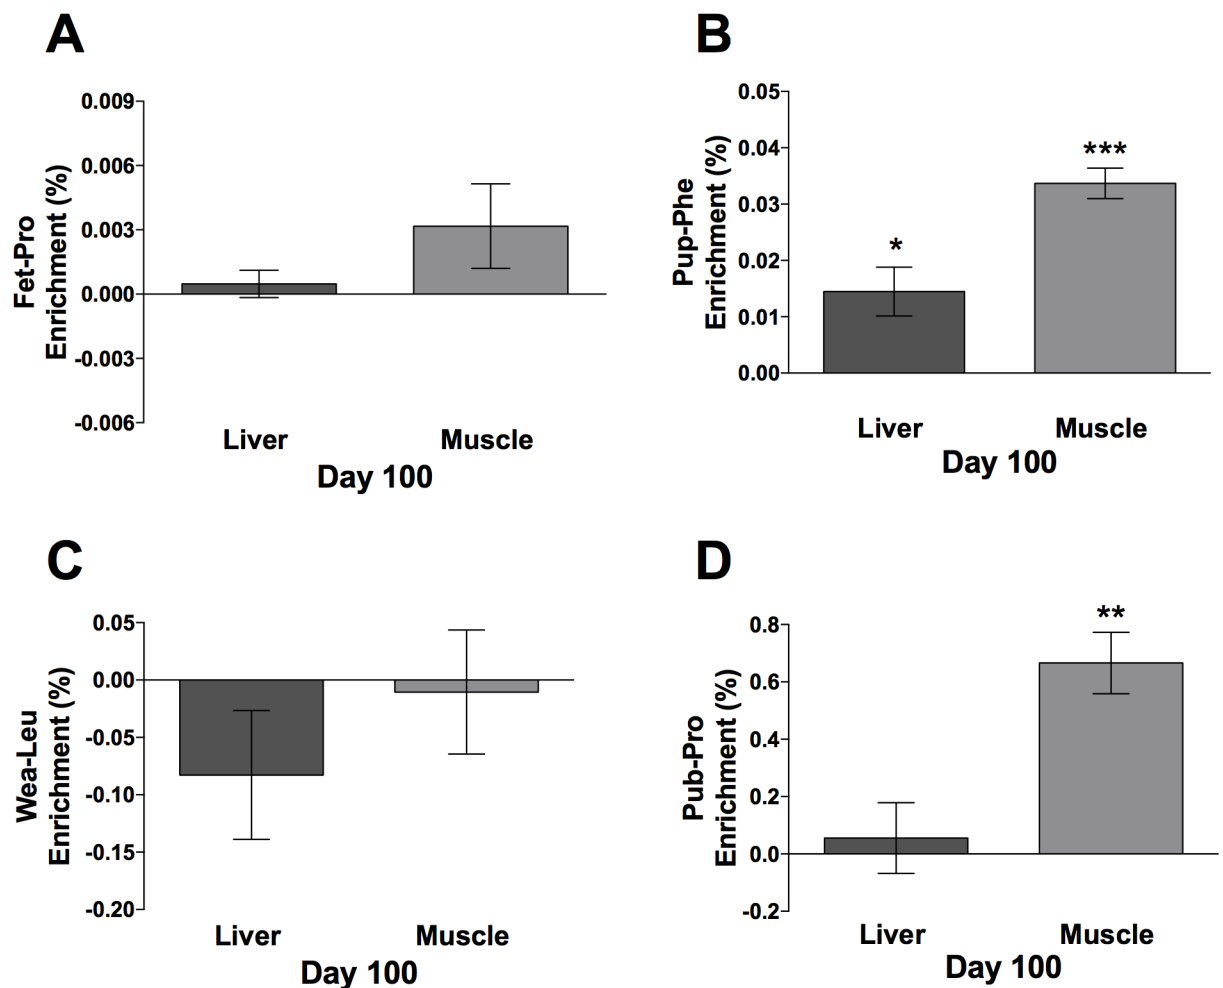 A
0.009
0.006
0.003
0.000
-0.003
-0.006
Fet-Pro
Enrichment (%)
Liver
Muscle
Day 100
B
0.05
0.04
0.03
0.02
0.01
0.00
Pup-Phe
Enrichment (%)
*
***
Liver
Muscle
Day 100
C
0.05
0.00
-0.05
-0.10
-0.15
-0.20
Wea-Leu
Enrichment (%)
Liver
Muscle
Day 100
D
0.8
0.6
0.4
0.2
0.0
-0.2
Pub-Pro
Enrichment (%)
**
Liver
Muscle
Day 100